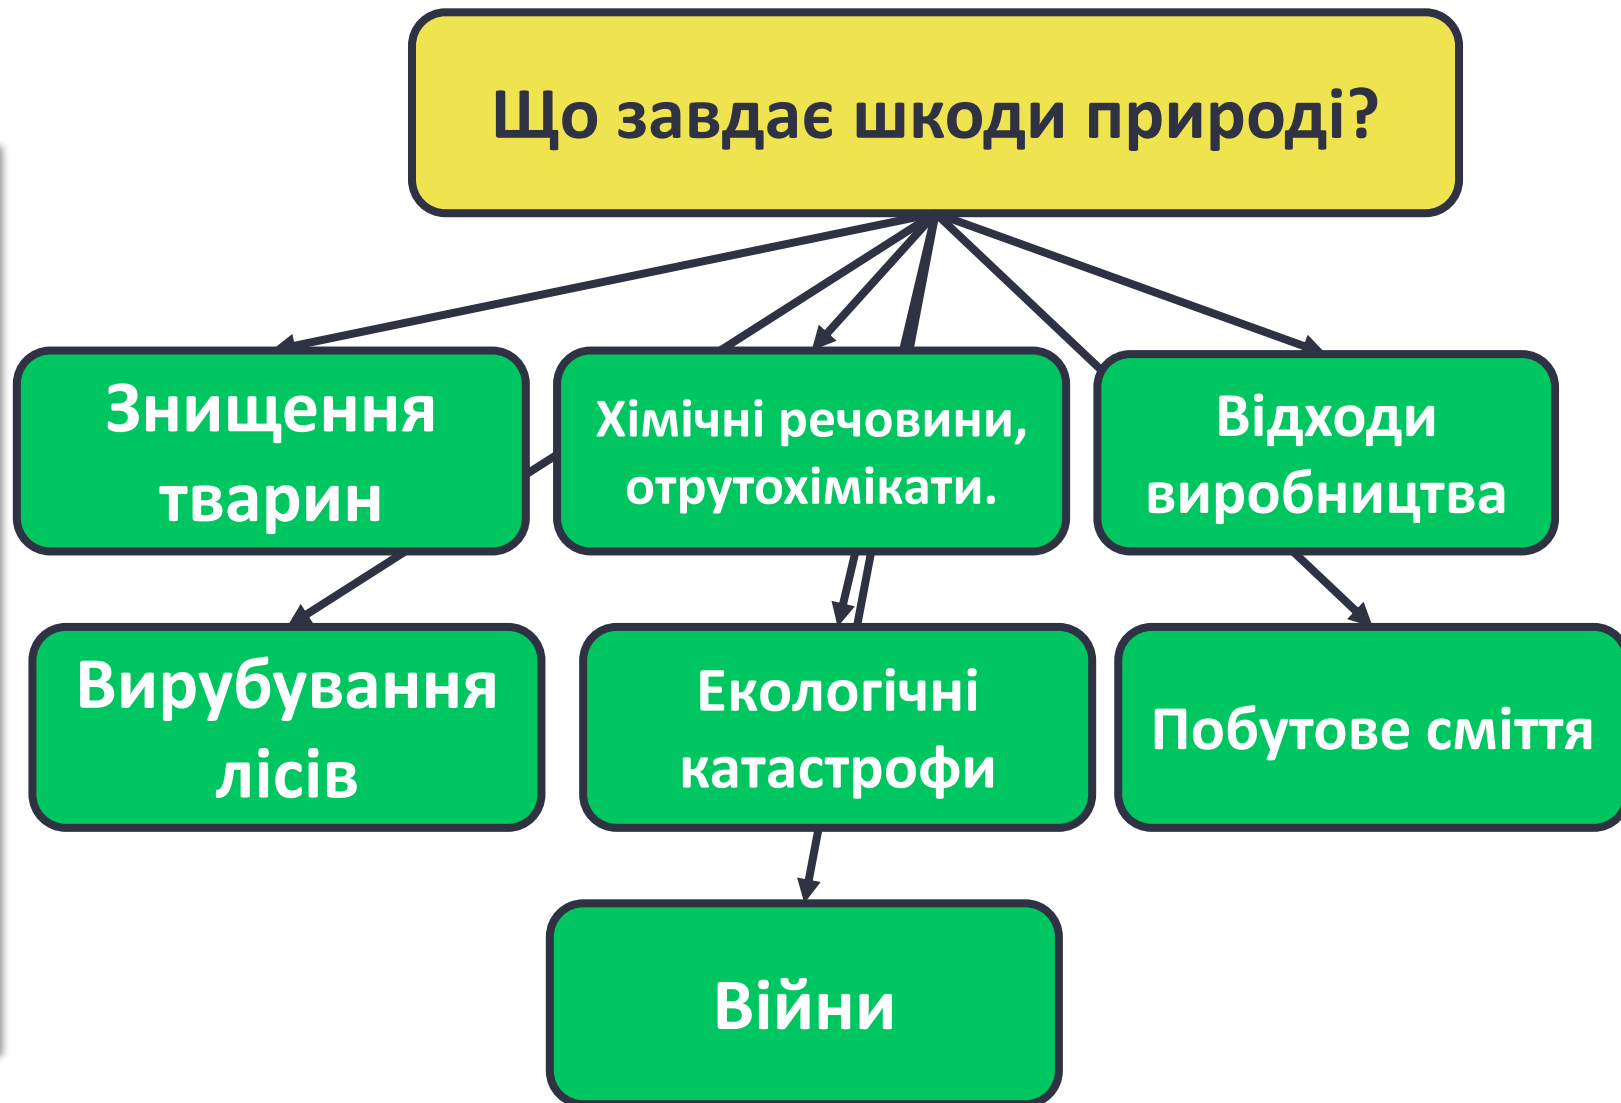 Що завдає шкоди природі?
Знищення
тварин
Хімічні речовини,
отрутохімікати.
Відходи
виробництва
Вирубування
лісів
Екологічні
катастрофи
Побутове сміття
Війни